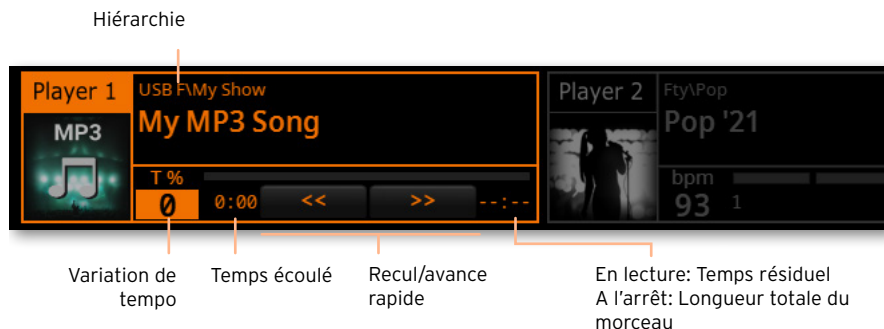 Hiérarchie
Player 1
USB F\My Show
My MP3 Song
MP3
T %
0
0:00
<<
>>
--:--
Player 2
Fty\Pop
Pop '21
bpm
93
1
Variation de
tempo
Temps écoulé
Recul/avance
rapide
En lecture: Temps résiduel
A l'arrêt: Longueur totale du
morceau